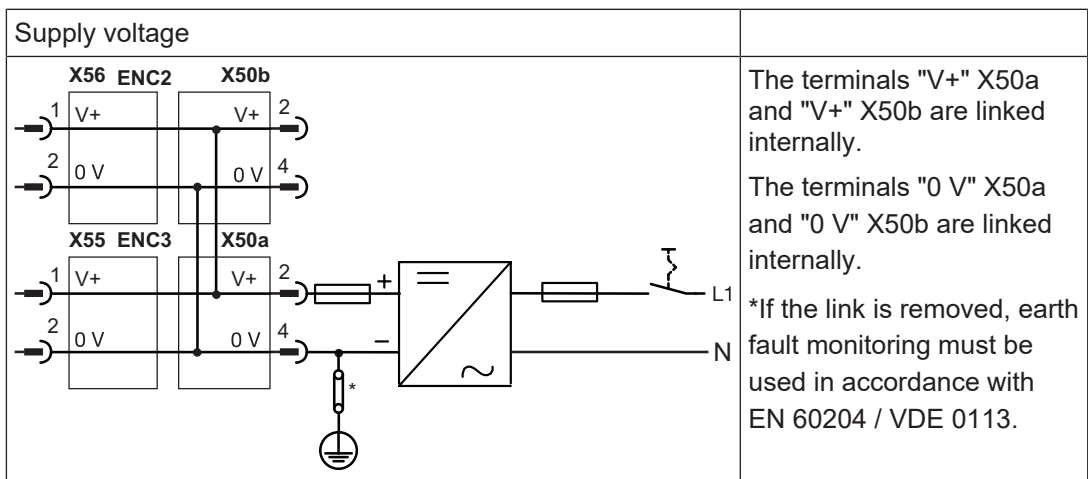 Supply voltage
X56 ENC2 X50b
1 V+ V+ 2
2 0 V 0 V 4
X55 ENC3 X50a
1 V+ V+ 2 + L1
2 0 V 0 V 4 – N
*
The terminals "V+" X50a
and "V+" X50b are linked
internally.
The terminals "0 V" X50a
and "0 V" X50b are linked
internally.
*If the link is removed, earth
fault monitoring must be
used in accordance with
EN 60204 / VDE 0113.